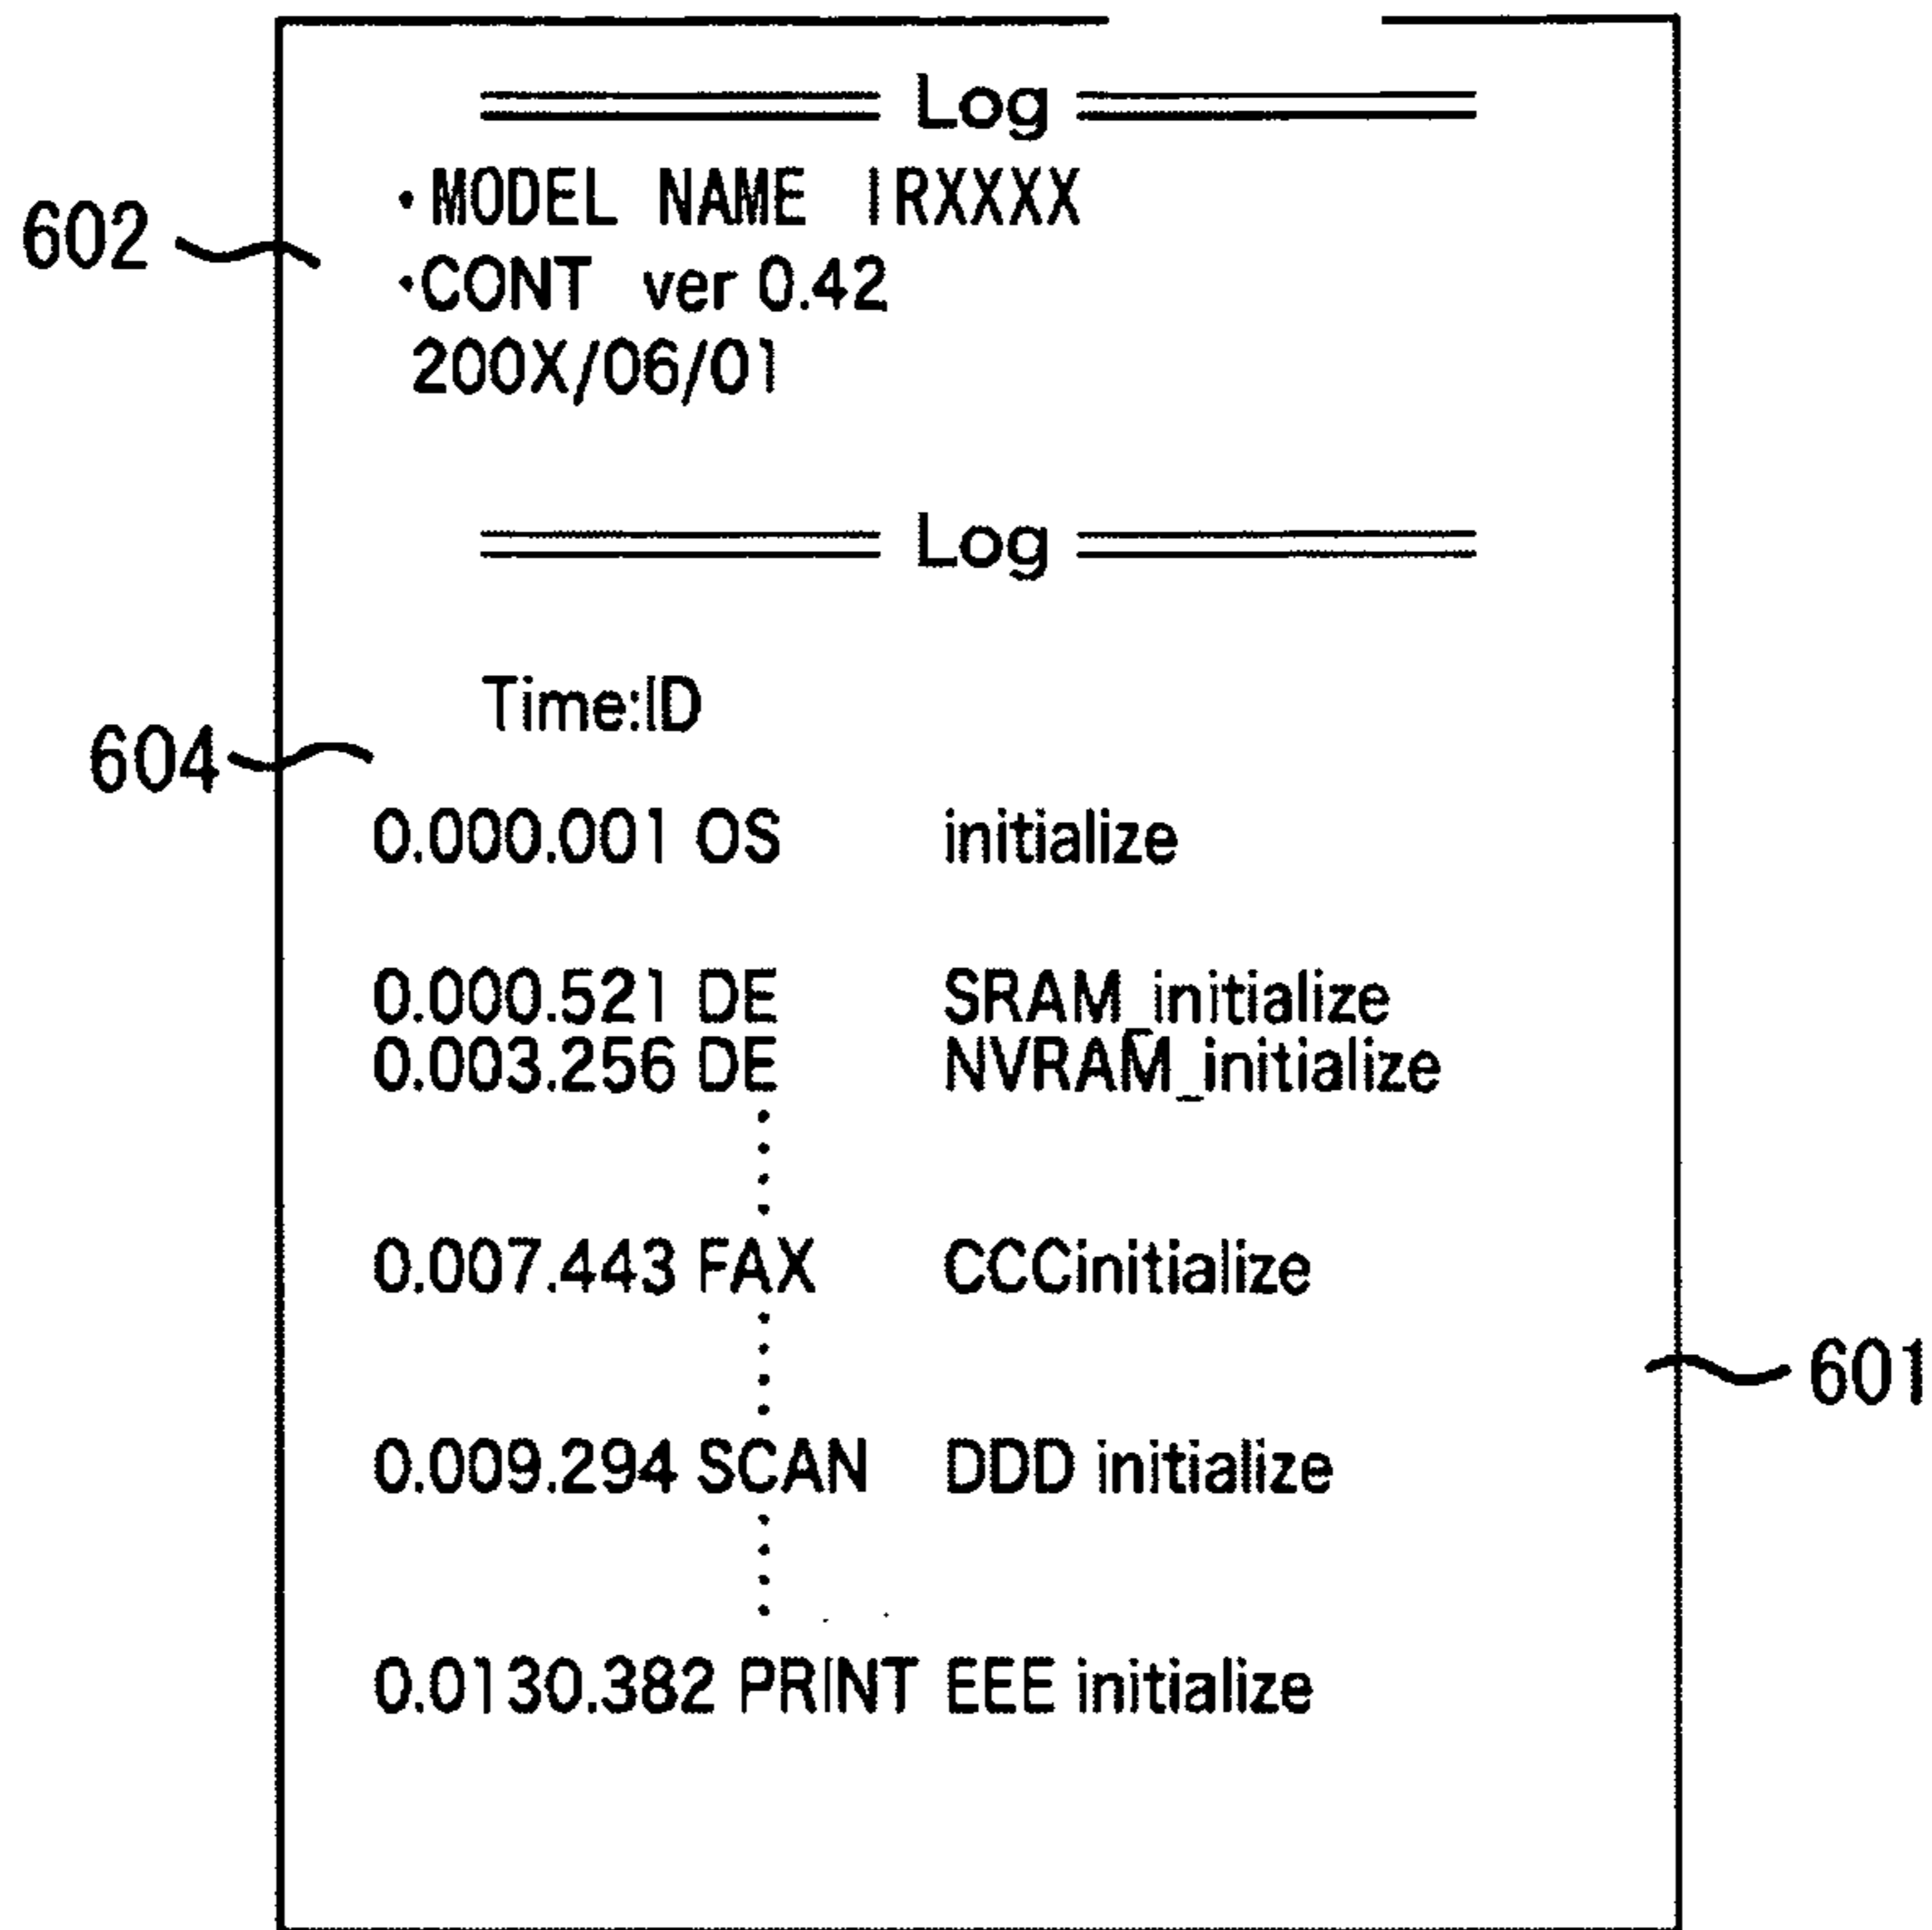 Log
602
・MODEL NAME IRXXXX
・CONT ver 0.42
200X/06/01
Log
Time:ID
604
0.000.001 OS initialize
0.000.521 DE SRAM_initialize
0.003.256 DE NVRAM_initialize
0.007.443 FAX CCCinitialize
601
0.009.294 SCAN DDD initialize
0.0130.382 PRINT EEE initialize